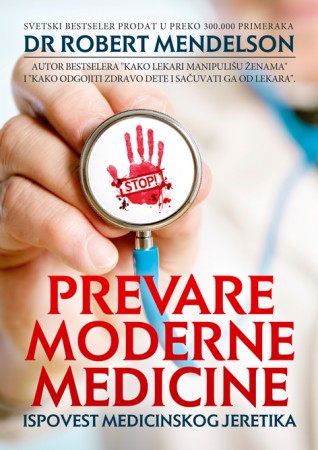 SVETSKI BESTSELER PRODAT U PREKO 300.000 PRIMERAKA
DR ROBERT MENDELSON
AUTOR BESTSELERA "KAKO LEKARI MANIPULIŠU ŽENAMA"
I "KAKO ODGOJITI ZDRAVO DETE I SAČUVATI GA OD LEKARA".
STOP!
PREVARE
MODERNE
MEDICINE
ISPOVEST MEDICINSKOG JERETIKA